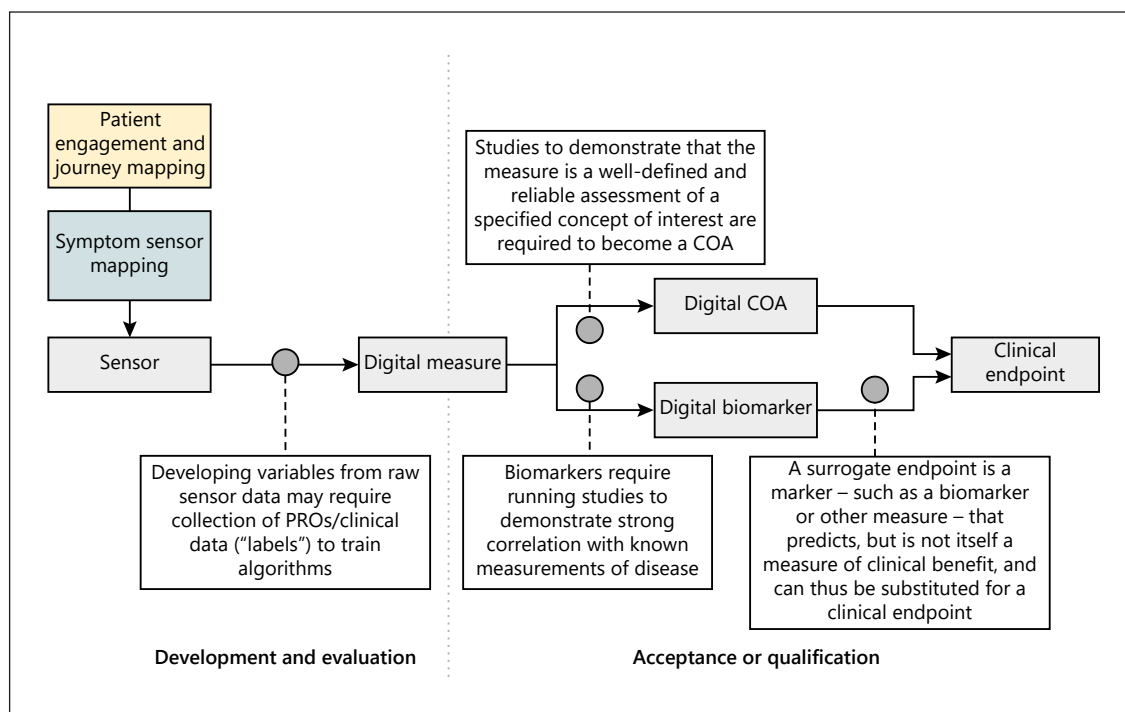 Patient
engagement and
journey mapping
Symptom sensor
mapping
Sensor
Digital measure
Studies to demonstrate that the
measure is a well-defined and
reliable assessment of a
specified concept of interest are
required to become a COA
Digital COA
Digital biomarker
Clinical
endpoint
Developing variables from raw
sensor data may require
collection of PROs/clinical
data (“labels“) to train
algorithms
Biomarkers require
running studies to
demonstrate strong
correlation with known
measurements of disease
A surrogate endpoint is a
marker – such as a biomarker
or other measure – that
predicts, but is not itself a
measure of clinical benefit, and
can thus be substituted for a
clinical endpoint
Development and evaluation
Acceptance or qualification